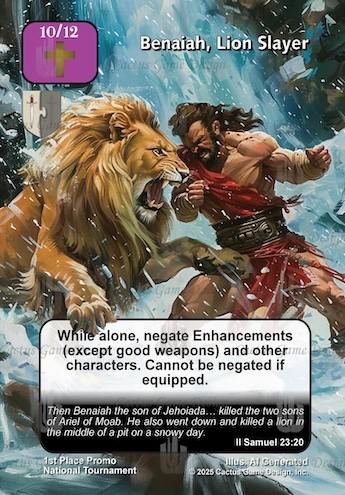 10/12
Benaiah, Lion Slayer
While alone, negate Enhancements
(except good weapons) and other
characters. Cannot be negated if
equipped.
Then Benaiah the son of Jehoiada… killed the two sons
of Ariel of Moab. He also went down and killed a lion in
the middle of a pit on a snowy day.
II Samuel 23:20
1st Place Promo
National Tournament
Illus. AI Generated
© 2025 Cactus Game Design, Inc.